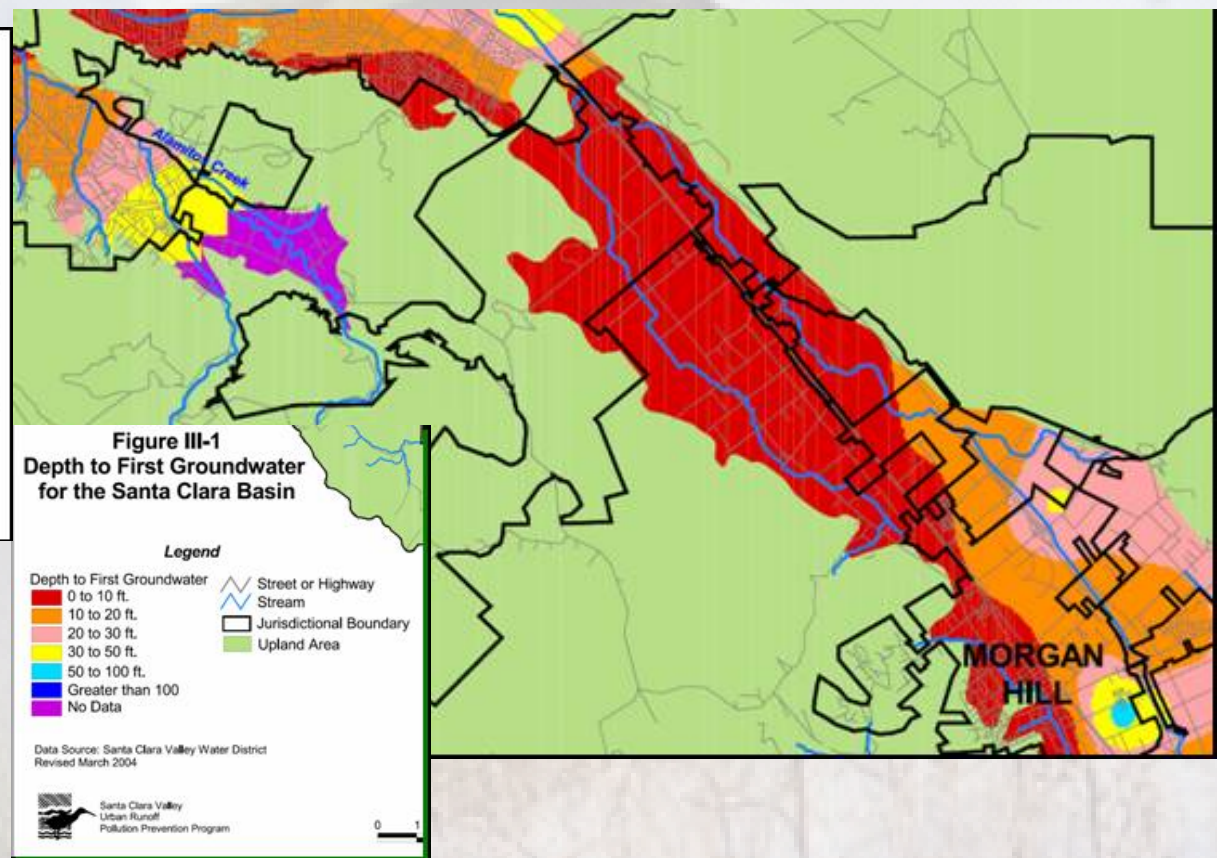 Alamitos Creek
MORGAN
HILL
Figure III-1
Depth to First Groundwater
for the Santa Clara Basin
Legend
Depth to First Groundwater
0 to 10 ft.
10 to 20 ft.
20 to 30 ft.
30 to 50 ft.
50 to 100 ft.
Greater than 100
No Data
Street or Highway
Stream
Jurisdictional Boundary
Upland Area
Data Source: Santa Clara Valley Water District
Revised March 2004
Santa Clara Valley
Urban Runoff
Pollution Prevention Program
0 1